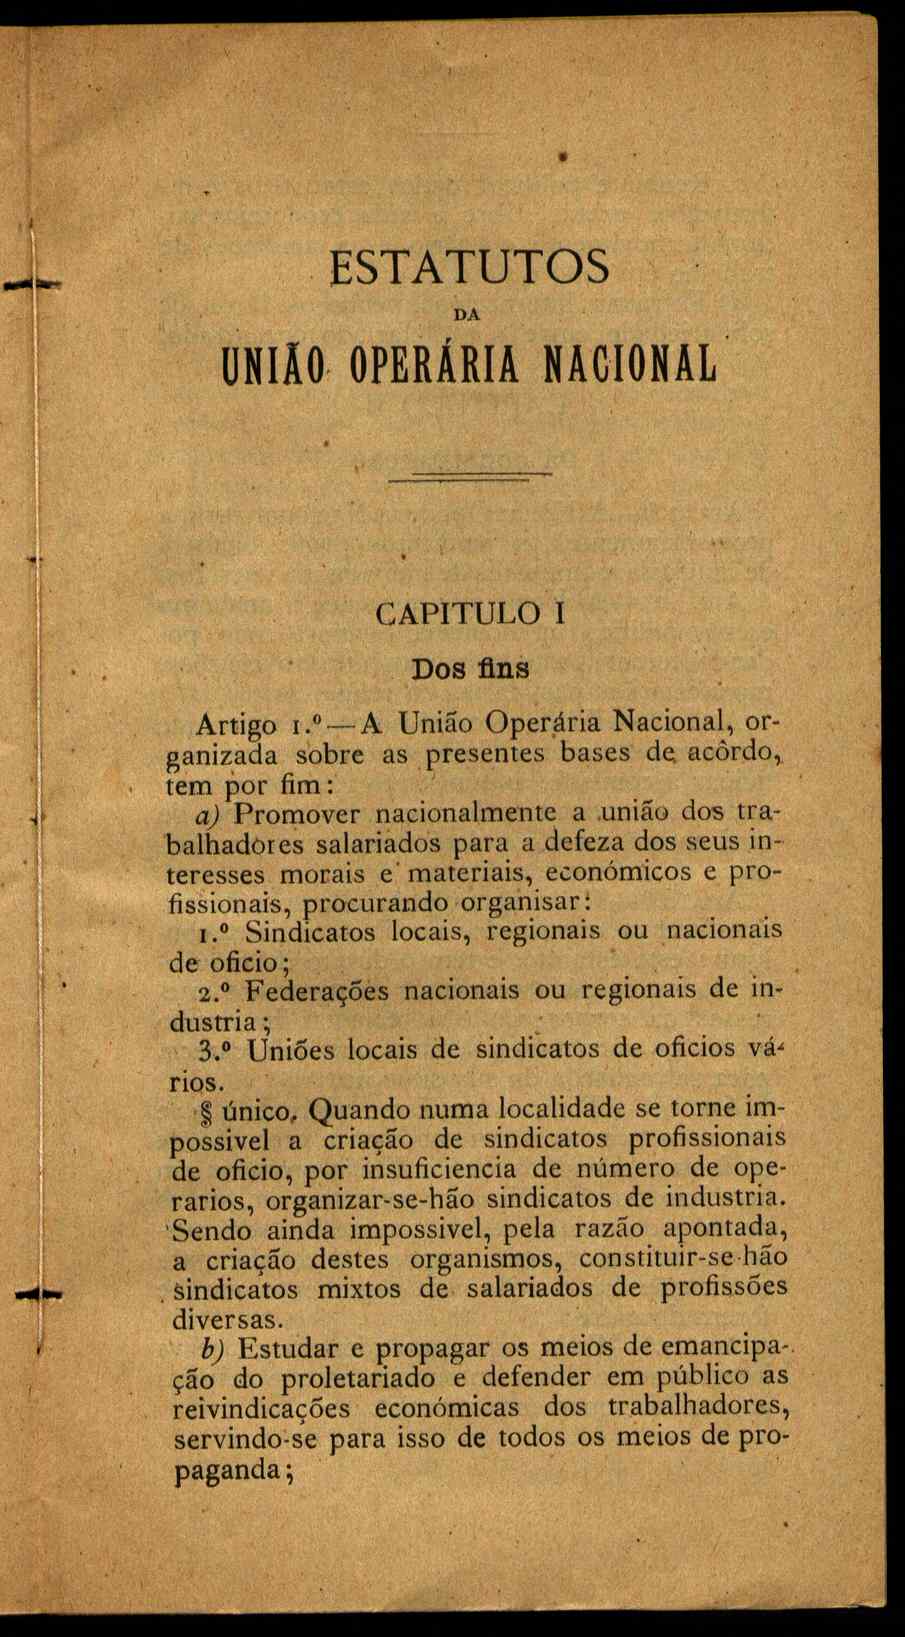 ESTATUTOS
DA
UNIÃO OPERÁRIA NACIONAL
CAPITULO I
Dos fins
Artigo 1.º—A União Operária Nacional, or-
ganizada sobre as presentes bases de acôrdo,
tem por fim:
a) Promover nacionalmente a união dos tra-
balhadores salariados para a defeza dos seus in-
teresses morais e materiais, económicos e pro-
fissionais, procurando organisar:
1.º Sindicatos locais, regionais ou nacionais
de oficio;
2.º Federações nacionais ou regionais de in-
dustria;
3.º Uniões locais de sindicatos de oficios vá-
rios.
§ único. Quando numa localidade se torne im-
possivel a criação de sindicatos profissionais
de oficio, por insuficiencia de número de ope-
rarios, organizar-se-hão sindicatos de industria.
Sendo ainda impossivel, pela razão apontada,
a criação destes organismos, constituir-se-hão
sindicatos mixtos de salariados de profissões
diversas.
b) Estudar e propagar os meios de emancipa-
ção do proletariado e defender em público as
reivindicações económicas dos trabalhadores,
servindo-se para isso de todos os meios de pro-
paganda;